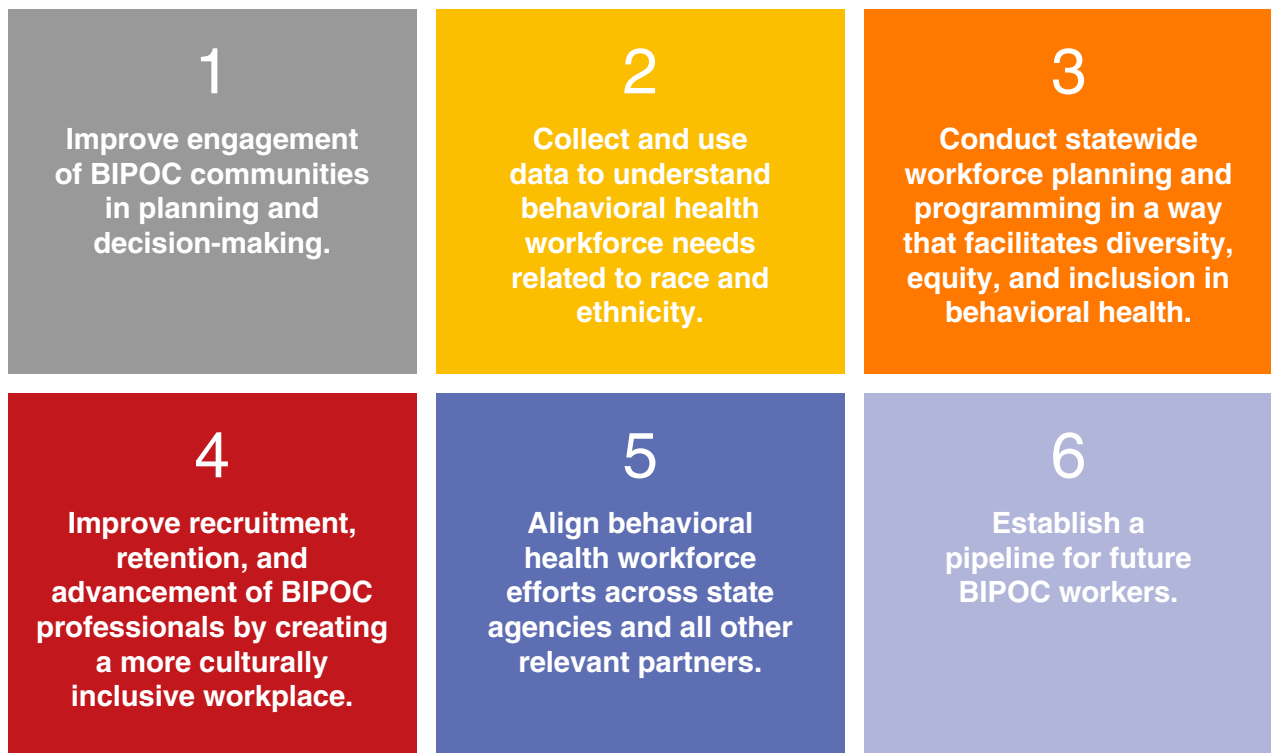 1
Improve engagement
of BIPOC communities
in planning and
decision-making.
2
Collect and use
data to understand
behavioral health
workforce needs
related to race and
ethnicity.
3
Conduct statewide
workforce planning and
programming in a way
that facilitates diversity,
equity, and inclusion in
behavioral health.
4
Improve recruitment,
retention, and
advancement of BIPOC
professionals by creating
a more culturally
inclusive workplace.
5
Align behavioral
health workforce
efforts across state
agencies and all other
relevant partners.
6
Establish a
pipeline for future
BIPOC workers.